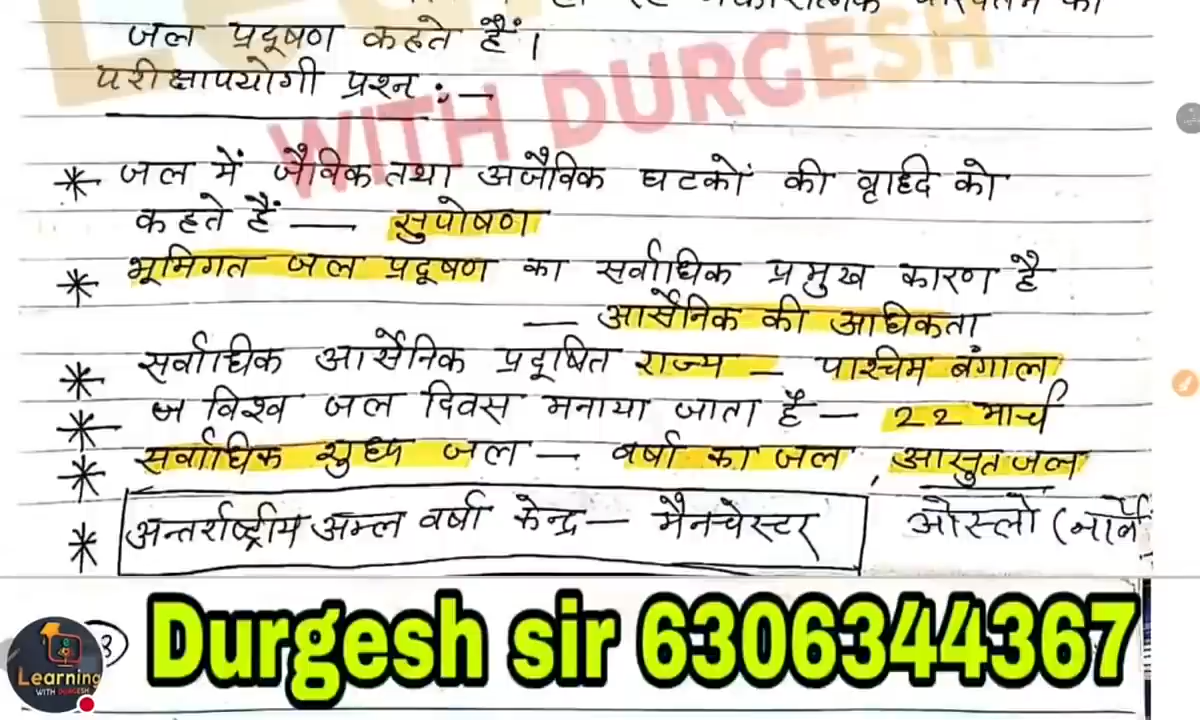 जल प्रदूषण कहते हैं।
परीक्षापयोगी प्रश्न :-
WITH DURGESH
* जल में जैविक तथा अजैविक घटकों की वृद्धि को
कहते हैं — सुपोषण
* भूमिगत जल प्रदूषण का सर्वाधिक प्रमुख कारण है
— आर्सेनिक की अधिकता
* सर्वाधिक आर्सेनिक प्रदूषित राज्य - पश्चिम बंगाल
* विश्व जल दिवस मनाया जाता है - 22 मार्च
* सर्वाधिक शुध्द जल - वर्षा का जल, आसुत जल
* अन्तर्राष्ट्रीय अम्ल वर्षा केन्द्र - मैनचेस्टर ओस्लो (नार्वे
Durgesh sir 6306344367
Learning
WITH DURGESH